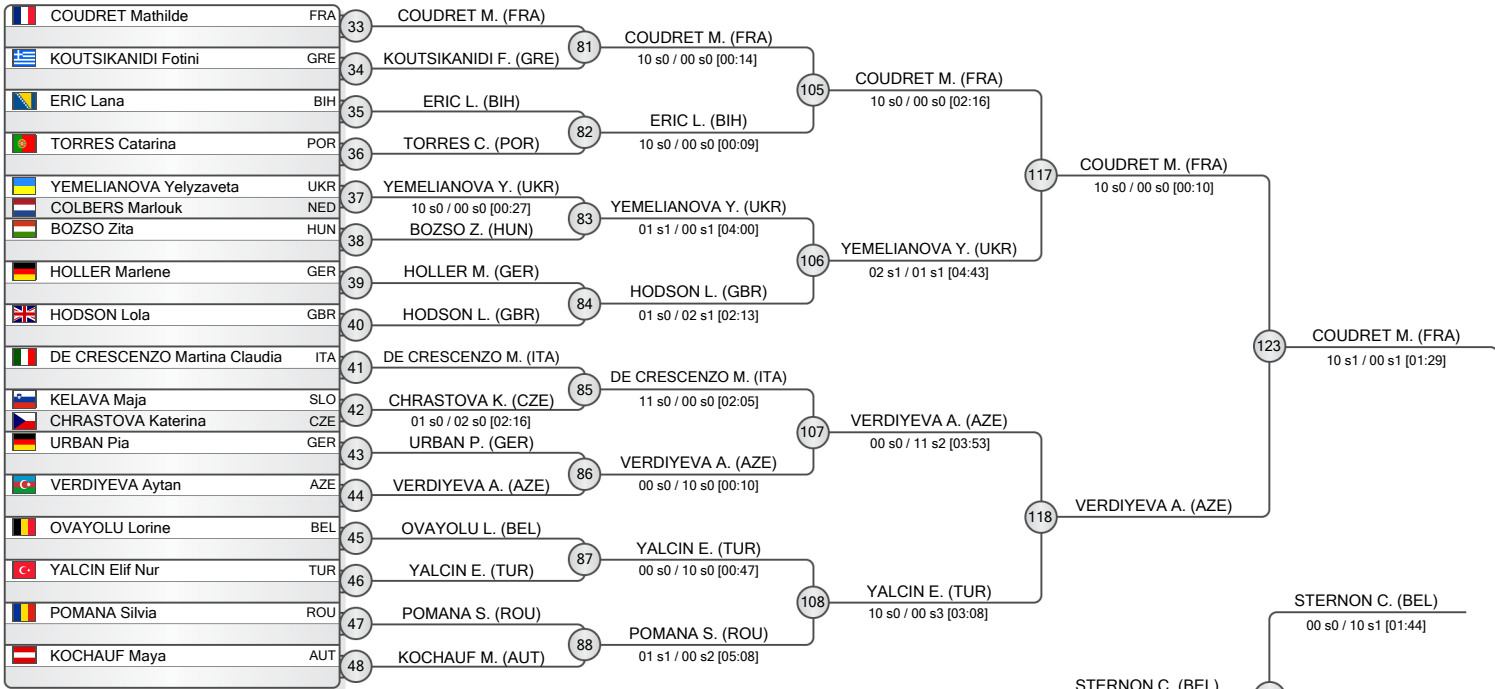 COUDRET Mathilde FRA
KOUTSIKANIDI Fotini GRE
ERIC Lana BIH
TORRES Catarina POR
YEMELIANOVA Yelyzaveta UKR
COLBERS Marlouk NED
BOZSO Zita HUN
HOLLER Marlene GER
HODSON Lola GBR
DE CRESCENZO Martina Claudia ITA
KELAVA Maja SLO
CHRASTOVA Katerina CZE
URBAN Pia GER
VERDIYEVA Aytan AZE
OVAYOLU Lorine BEL
YALCIN Elif Nur TUR
POMANA Silvia ROU
KOCHAUF Maya AUT
33
34
35
36
37
38
39
40
41
42
43
44
45
46
47
48
COUDRET M. (FRA)
KOUTSIKANIDI F. (GRE)
ERIC L. (BIH)
TORRES C. (POR)
YEMELIANOVA Y. (UKR)
10 s0 / 00 s0 [00:27]
BOZSO Z. (HUN)
HOLLER M. (GER)
HODSON L. (GBR)
DE CRESCENZO M. (ITA)
CHRASTOVA K. (CZE)
01 s0 / 02 s0 [02:16]
URBAN P. (GER)
VERDIYEVA A. (AZE)
OVAYOLU L. (BEL)
YALCIN E. (TUR)
POMANA S. (ROU)
KOCHAUF M. (AUT)
81
82
83
84
85
86
87
88
COUDRET M. (FRA)
10 s0 / 00 s0 [00:14]
ERIC L. (BIH)
10 s0 / 00 s0 [00:09]
YEMELIANOVA Y. (UKR)
01 s1 / 00 s1 [04:00]
HODSON L. (GBR)
01 s0 / 02 s1 [02:13]
DE CRESCENZO M. (ITA)
11 s0 / 00 s0 [02:05]
VERDIYEVA A. (AZE)
00 s0 / 10 s0 [00:10]
YALCIN E. (TUR)
00 s0 / 10 s0 [00:47]
POMANA S. (ROU)
01 s1 / 00 s2 [05:08]
105
106
107
108
COUDRET M. (FRA)
10 s0 / 00 s0 [02:16]
YEMELIANOVA Y. (UKR)
02 s1 / 01 s1 [04:43]
VERDIYEVA A. (AZE)
00 s0 / 11 s2 [03:53]
YALCIN E. (TUR)
10 s0 / 00 s3 [03:08]
117
118
COUDRET M. (FRA)
10 s0 / 00 s0 [00:10]
VERDIYEVA A. (AZE)
123
COUDRET M. (FRA)
10 s1 / 00 s1 [01:29]
STERNON C. (BEL)
00 s0 / 10 s1 [01:44]
STERNON C. (BEL)